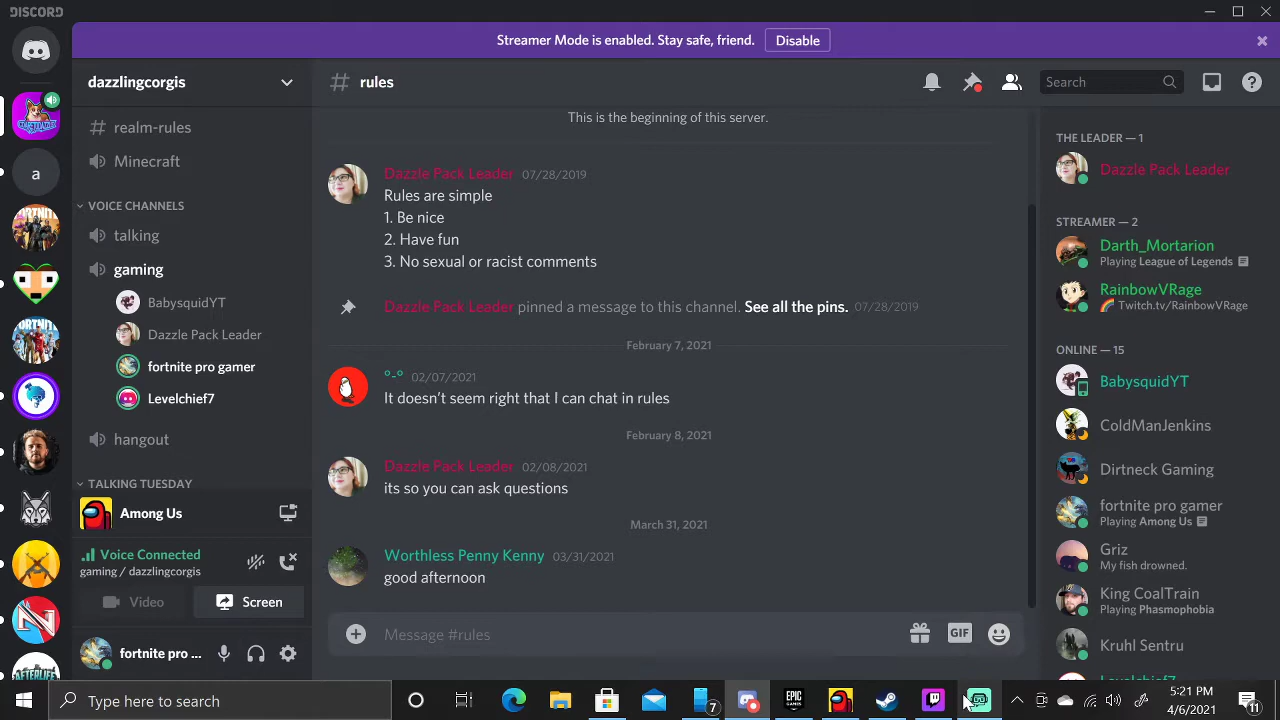 DISCORD
Streamer Mode is enabled. Stay safe, friend. Disable
dazzlingcorgis
# rules
Search
realm-rules
Minecraft
VOICE CHANNELS
talking
gaming
BabysquidYT
Dazzle Pack Leader
fortnite pro gamer
Levelchief7
hangout
TALKING TUESDAY
Among Us
Voice Connected
gaming / dazzlingcorgis
Video
Screen
fortnite pro ...
a
This is the beginning of this server.
Dazzle Pack Leader 07/28/2019
Rules are simple
1. Be nice
2. Have fun
3. No sexual or racist comments
Dazzle Pack Leader pinned a message to this channel. See all the pins. 07/28/2019
February 7, 2021
°-° 02/07/2021
It doesn't seem right that I can chat in rules
February 8, 2021
Dazzle Pack Leader 02/08/2021
its so you can ask questions
March 31, 2021
Worthless Penny Kenny 03/31/2021
good afternoon
Message #rules
GIF
THE LEADER — 1
Dazzle Pack Leader
STREAMER — 2
Darth_Mortarion
Playing League of Legends
RainbowVRage
🌈 Twitch.tv/RainbowVRage
ONLINE — 15
BabysquidYT
ColdManJenkins
Dirtneck Gaming
fortnite pro gamer
Playing Among Us
Griz
My fish drowned.
King CoalTrain
Playing Phasmophobia
Kruhl Sentru
Levelchief7
Type here to search
7
EPIC
GAMES
5:21 PM
4/6/2021
11